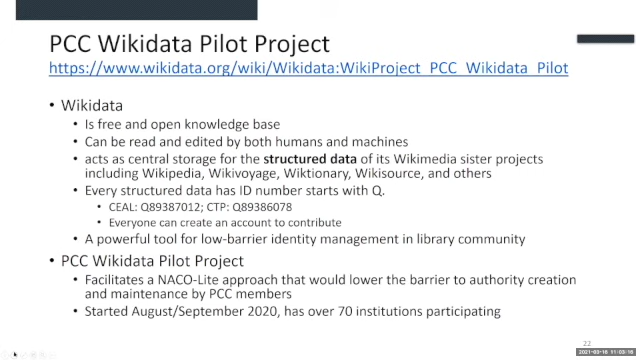 PCC Wikidata Pilot Project
https://www.wikidata.org/wiki/Wikidata:WikiProject_PCC_Wikidata_Pilot
• Wikidata
• Is free and open knowledge base
• Can be read and edited by both humans and machines
• acts as central storage for the structured data of its Wikimedia sister projects
including Wikipedia, Wikivoyage, Wiktionary, Wikisource, and others
• Every structured data has ID number starts with Q.
• CEAL: Q89387012; CTP: Q89386078
• Everyone can create an account to contribute
• A powerful tool for low-barrier identity management in library community
• PCC Wikidata Pilot Project
• Facilitates a NACO-Lite approach that would lower the barrier to authority creation
and maintenance by PCC members
• Started August/September 2020, has over 70 institutions participating
22
2021-03-16 11:03:16